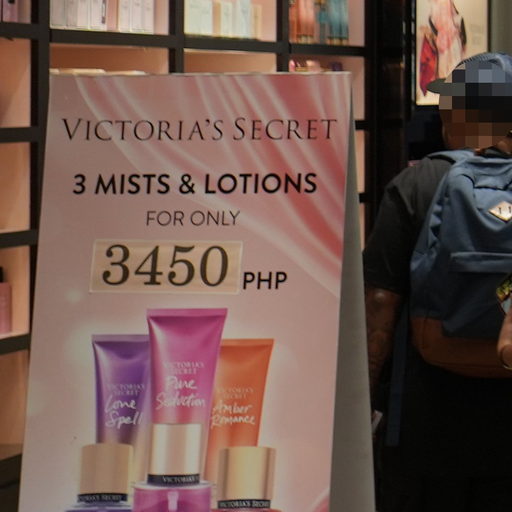 VICTORIA'S SECRET
3 MISTS & LOTIONS
FOR ONLY
3450 PHP
VICTORIA'S
SECRET
Pure
Seduction
VICTORIA'S
SECRET
Love
Spell
VICTORIA'S
SECRET
Amber
Romance
VICTORIA'S
VICTORIA'S SECRET
VICTORIA'S SECRET